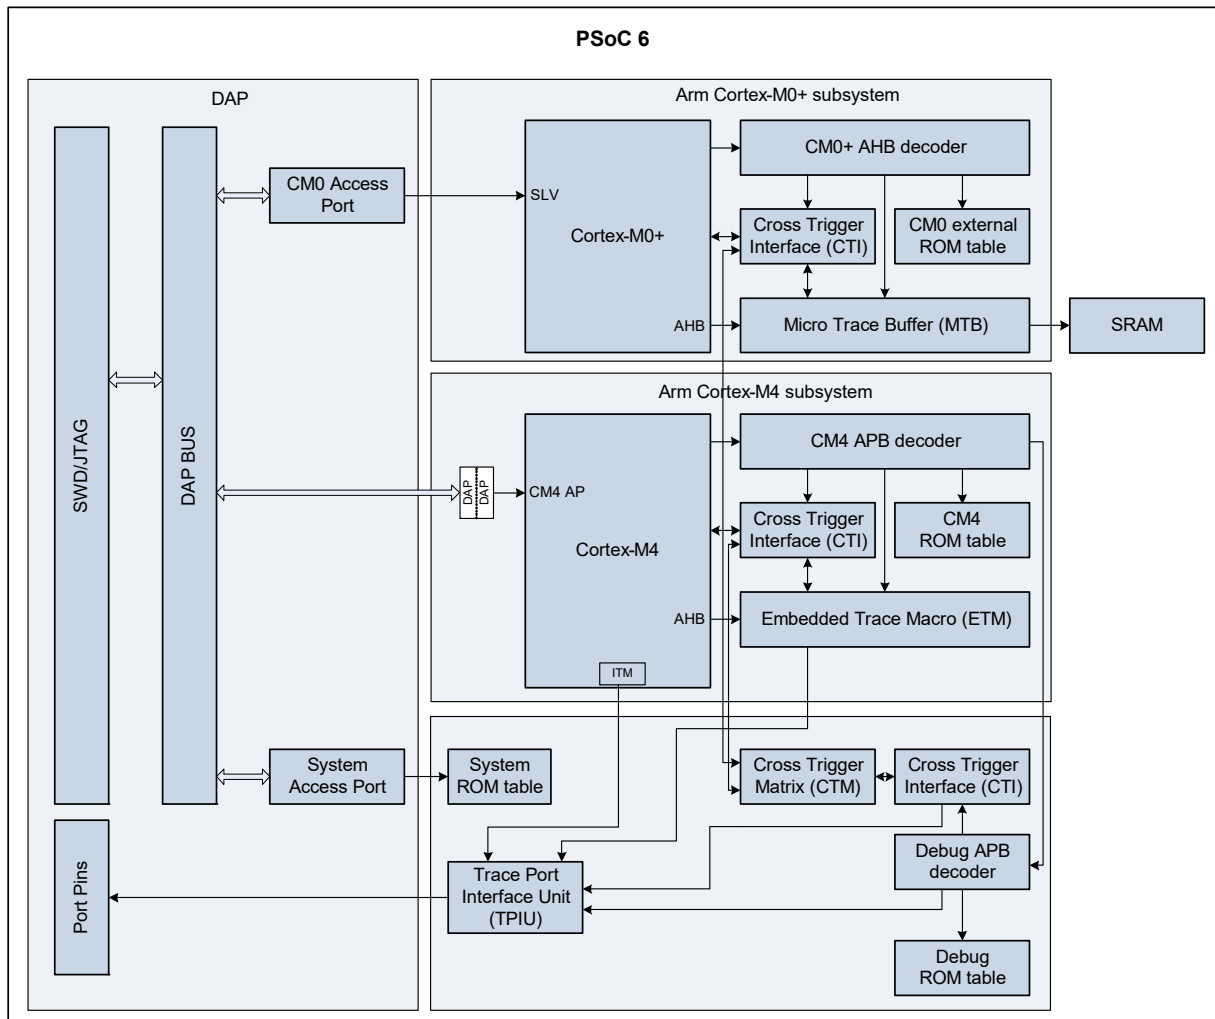 PSoC 6
DAP
SWD/JTAG
DAP BUS
CM0 Access
Port
System
Access Port
Port Pins
Arm Cortex-M0+ subsystem
SLV
Cortex-M0+
AHB
CM0+ AHB decoder
Cross Trigger
Interface (CTI)
CM0 external
ROM table
Micro Trace Buffer (MTB)
SRAM
Arm Cortex-M4 subsystem
DAP
DAP
CM4 AP
Cortex-M4
AHB
ITM
CM4 APB decoder
Cross Trigger
Interface (CTI)
CM4
ROM table
Embedded Trace Macro (ETM)
System
ROM table
Cross Trigger
Matrix (CTM)
Cross Trigger
Interface (CTI)
Trace Port
Interface Unit
(TPIU)
Debug APB
decoder
Debug
ROM table